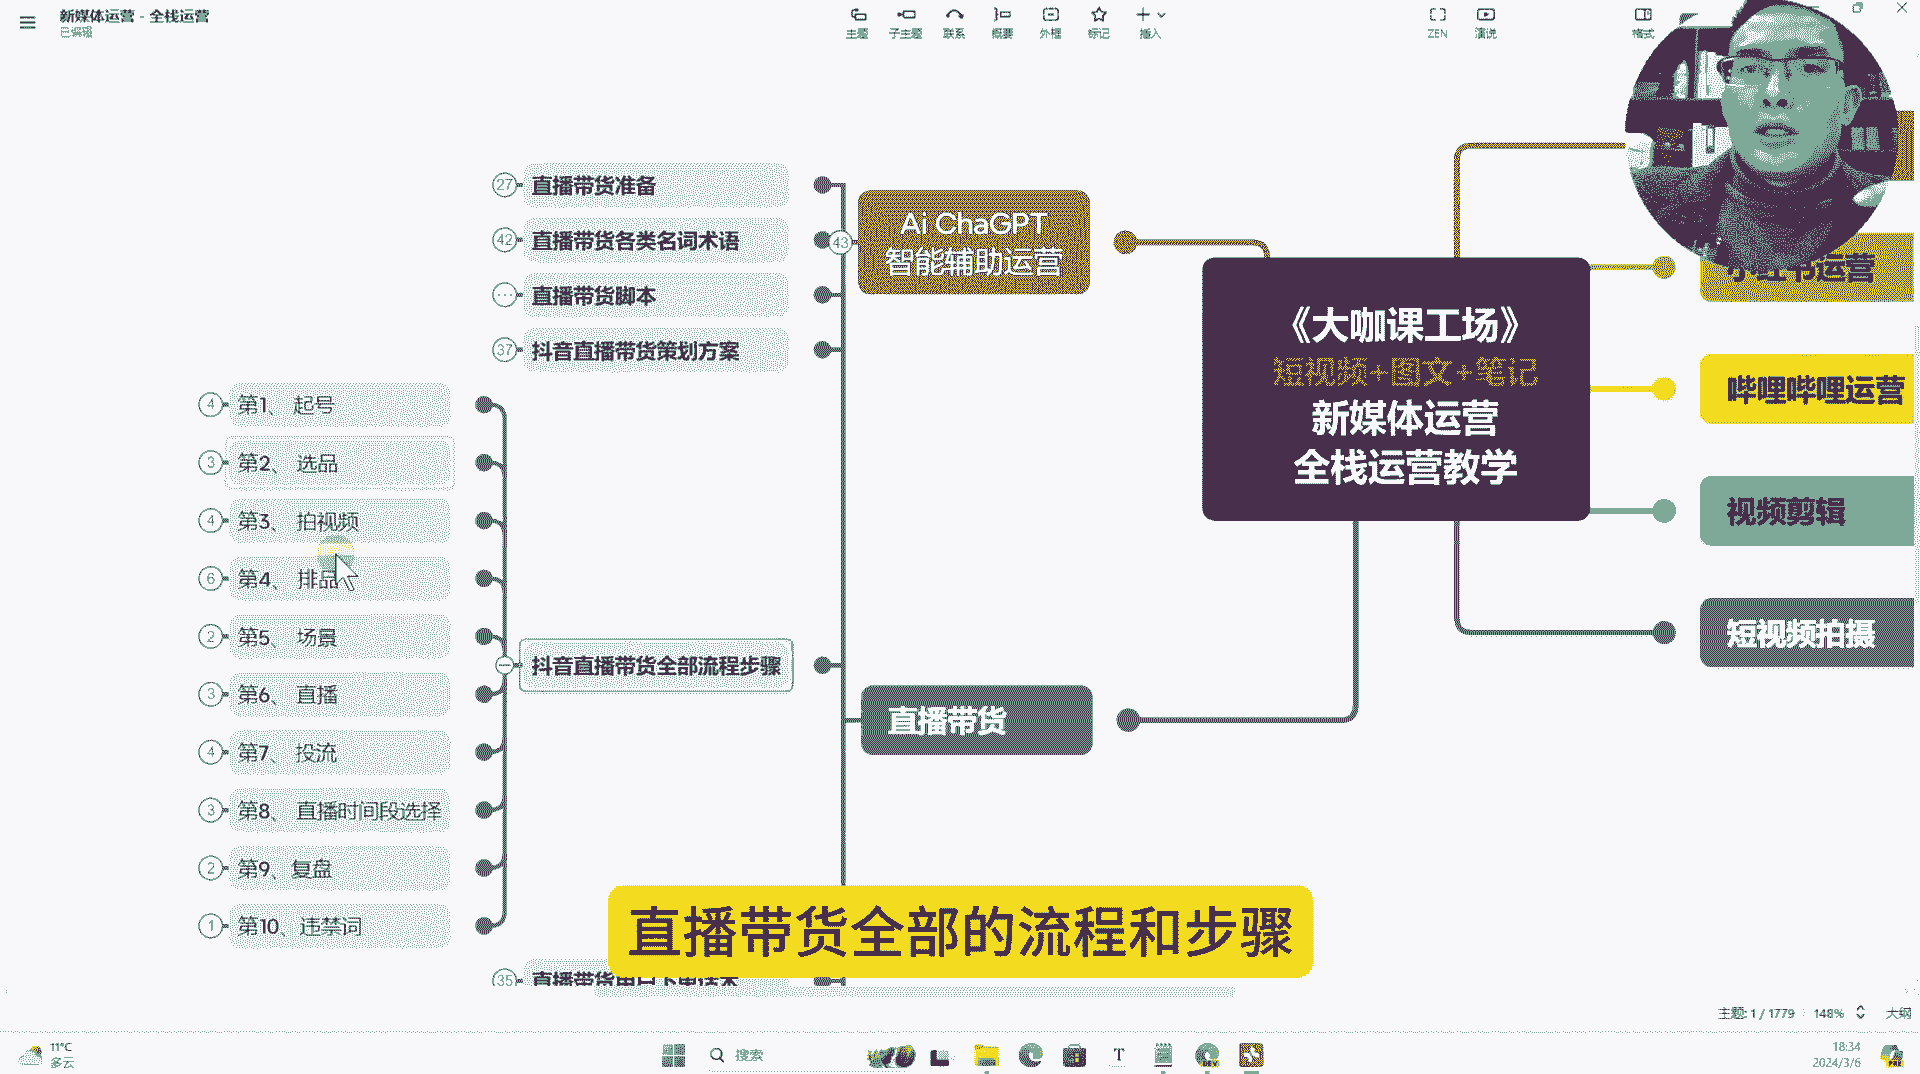 新媒体运营 - 全栈运营
已编辑
主题
子主题
联系
概要
外框
标记
插入
ZEN
演说
格式
27
直播带货准备
42
直播带货各类名词术语
直播带货脚本
37
抖音直播带货策划方案
4
第1、 起号
3
第2、 选品
4
第3、 拍视频
6
第4、 排品
2
第5、 场景
3
第6、 直播
4
第7、 投流
3
第8、 直播时间段选择
2
第9、复盘
1
第10、违禁词
抖音直播带货全部流程步骤
35
直播带货用户下单话术
43
Ai ChaGPT
智能辅助运营
直播带货
《大咖课工场》
短视频+图文+笔记
新媒体运营
全栈运营教学
小红书运营
哔哩哔哩运营
视频剪辑
短视频拍摄
直播带货全部的流程和步骤
主题: 1 / 1779
148%
大纲
11°C
多云
搜索
18:34
2024/3/6